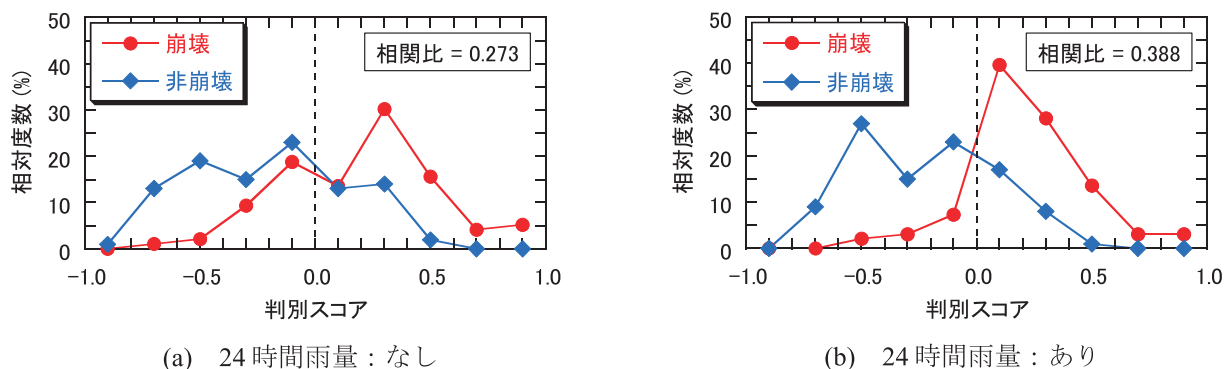 50
40
30
20
10
0
相対度数 (%)
崩壊
非崩壊
相関比 = 0.273
−1.0 −0.5 0.0 0.5 1.0
判別スコア
(a) 24 時間雨量：なし
50
40
30
20
10
0
相対度数 (%)
崩壊
非崩壊
相関比 = 0.388
−1.0 −0.5 0.0 0.5 1.0
判別スコア
(b) 24 時間雨量：あり